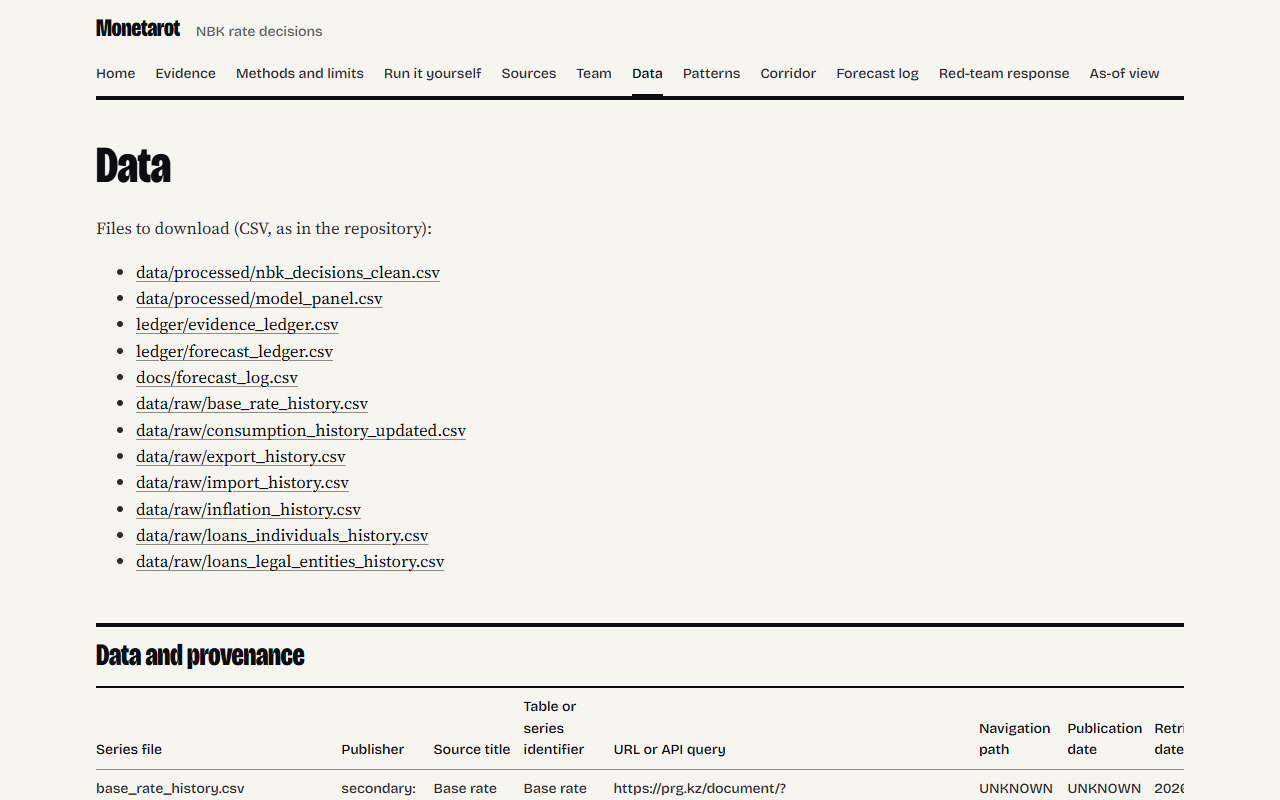 Monetarot NBK rate decisions
Home Evidence Methods and limits Run it yourself Sources Team Data Patterns Corridor Forecast log Red-team response As-of view
Data
Files to download (CSV, as in the repository):
data/processed/nbk_decisions_clean.csv
data/processed/model_panel.csv
ledger/evidence_ledger.csv
ledger/forecast_ledger.csv
docs/forecast_log.csv
data/raw/base_rate_history.csv
data/raw/consumption_history_updated.csv
data/raw/export_history.csv
data/raw/import_history.csv
data/raw/inflation_history.csv
data/raw/loans_individuals_history.csv
data/raw/loans_legal_entities_history.csv
Data and provenance
Table or
series Navigation Publication
Series file Publisher Source title identifier URL or API query path date date
base_rate_history.csv secondary: Base rate Base rate https://prg.kz/document/? UNKNOWN UNKNOWN